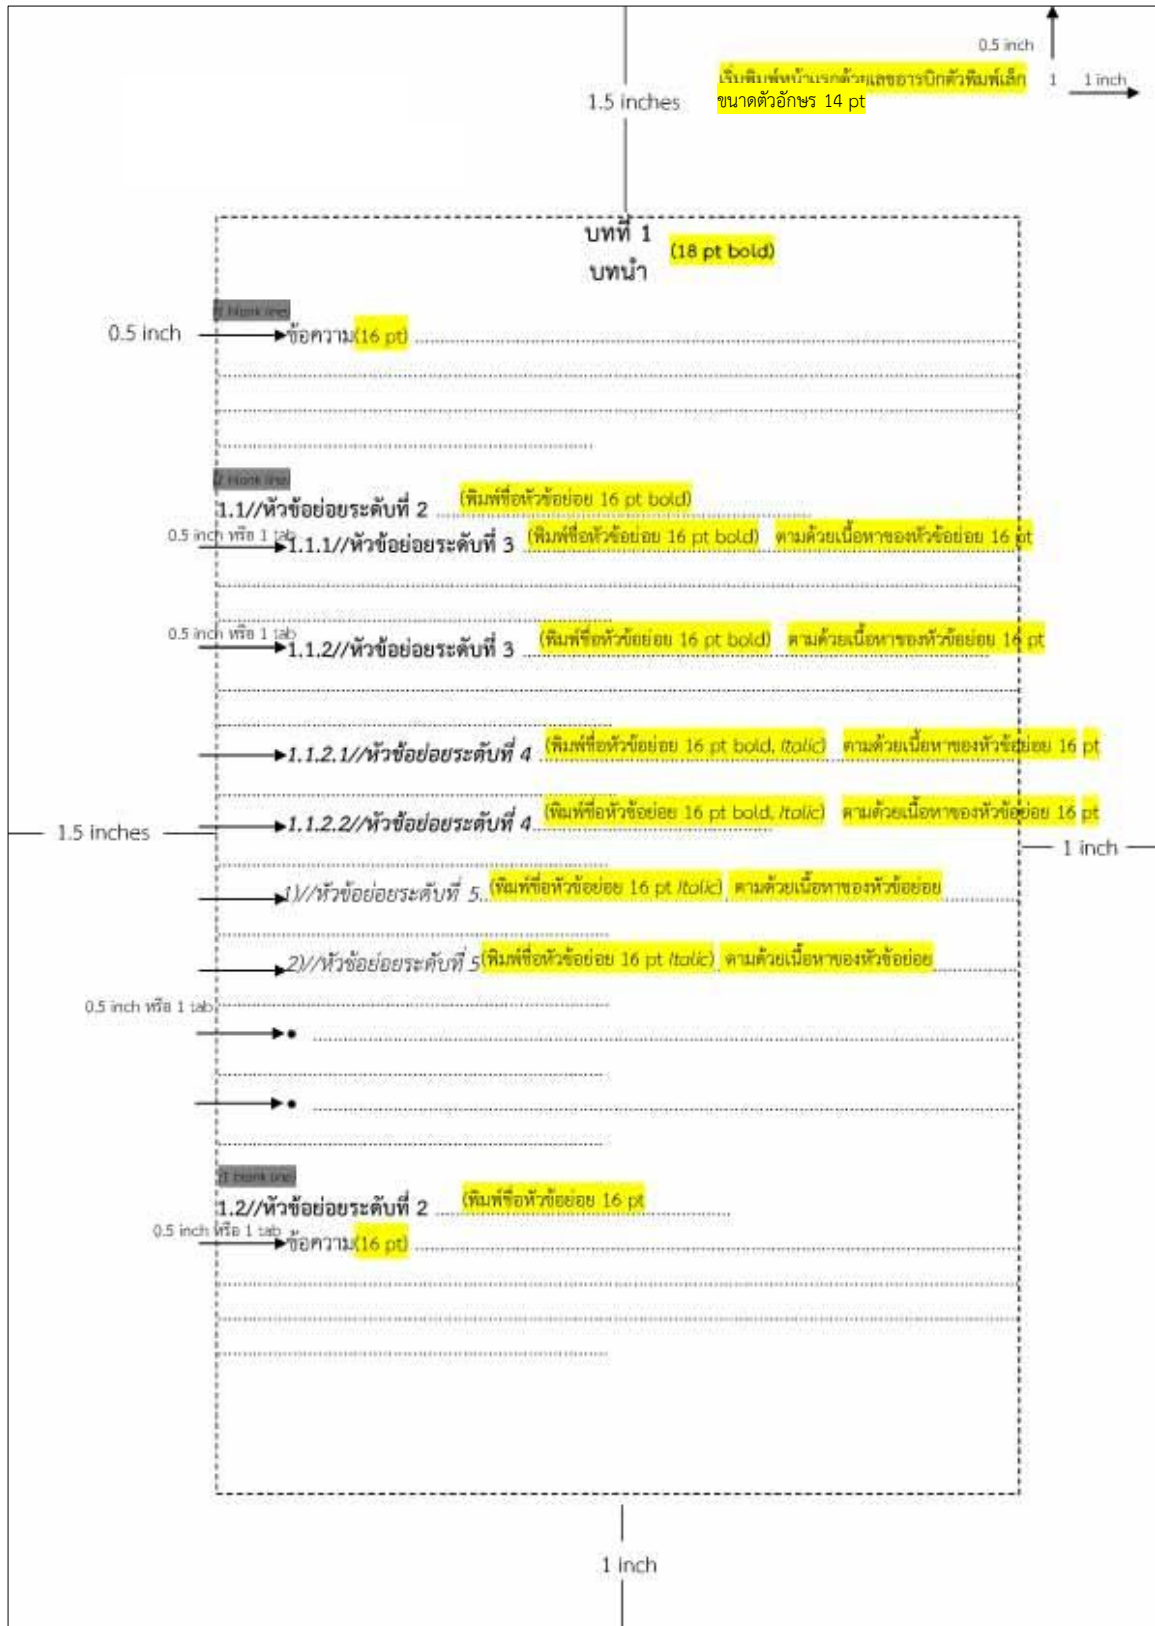 0.5 inch
เริ่มพิมพ์หน้าแรกด้วยเลขอารบิกตัวพิมพ์เล็ก 1 1 inch
1.5 inches ขนาดตัวอักษร 14 pt
บทที่ 1
(18 pt bold)
บทนำ
(1 blank line)
0.5 inch ข้อความ(16 pt)
(1 blank line)
1.1//หัวข้อย่อยระดับที่ 2 (พิมพ์ชื่อหัวข้อย่อย 16 pt bold)
0.5 inch หรือ 1 tab 1.1.1//หัวข้อย่อยระดับที่ 3 (พิมพ์ชื่อหัวข้อย่อย 16 pt bold) ตามด้วยเนื้อหาของหัวข้อย่อย 16 pt
0.5 inch หรือ 1 tab 1.1.2//หัวข้อย่อยระดับที่ 3 (พิมพ์ชื่อหัวข้อย่อย 16 pt bold) ตามด้วยเนื้อหาของหัวข้อย่อย 16 pt
1.1.2.1//หัวข้อย่อยระดับที่ 4 (พิมพ์ชื่อหัวข้อย่อย 16 pt bold, Italic) ตามด้วยเนื้อหาของหัวข้อย่อย 16 pt
1.1.2.2//หัวข้อย่อยระดับที่ 4 (พิมพ์ชื่อหัวข้อย่อย 16 pt bold, Italic) ตามด้วยเนื้อหาของหัวข้อย่อย 16 pt
1.5 inches
1 inch
1)//หัวข้อย่อยระดับที่ 5 (พิมพ์ชื่อหัวข้อย่อย 16 pt Italic) ตามด้วยเนื้อหาของหัวข้อย่อย
2)//หัวข้อย่อยระดับที่ 5 (พิมพ์ชื่อหัวข้อย่อย 16 pt Italic) ตามด้วยเนื้อหาของหัวข้อย่อย
0.5 inch หรือ 1 tab
•
•
(1 blank line)
1.2//หัวข้อย่อยระดับที่ 2 (พิมพ์ชื่อหัวข้อย่อย 16 pt
0.5 inch หรือ 1 tab ข้อความ(16 pt)
1 inch